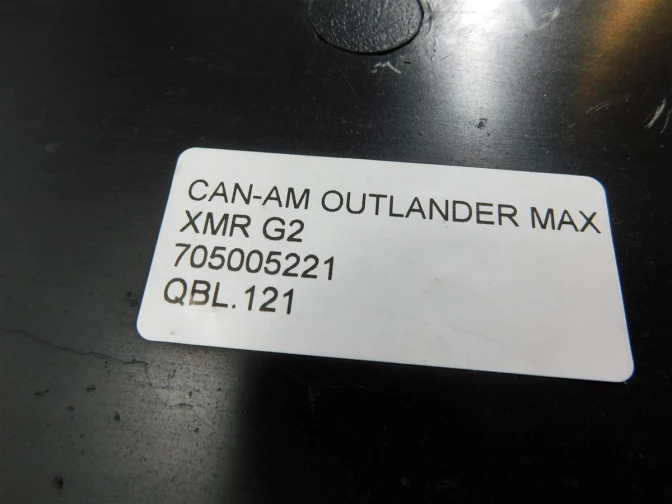 CAN-AM OUTLANDER MAX
XMR G2
705005221
QBL.121